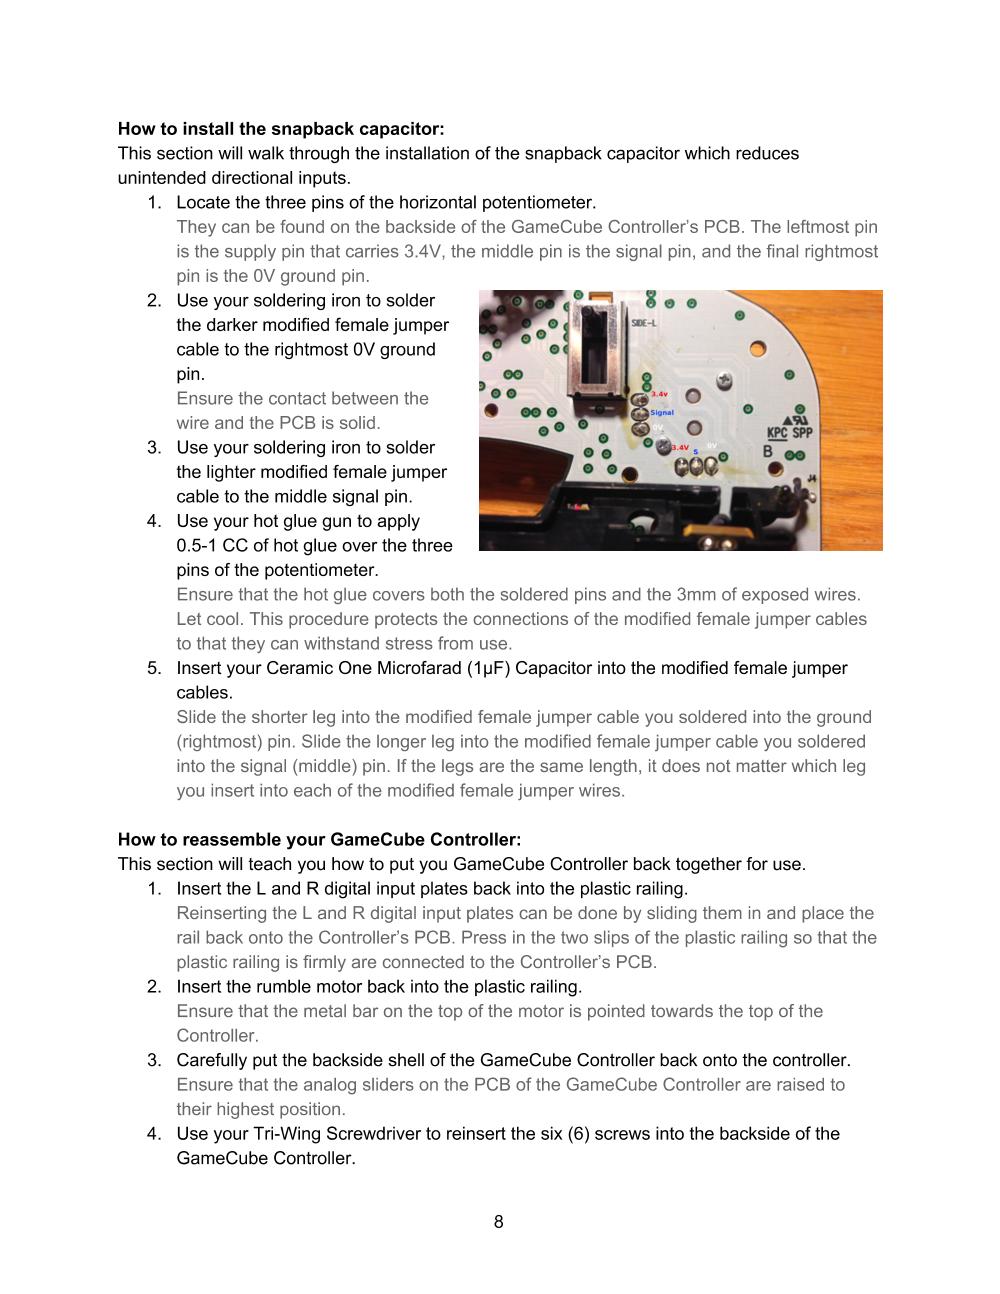 How to install the snapback capacitor:
This section will walk through the installation of the snapback capacitor which reduces
unintended directional inputs.
1. Locate the three pins of the horizontal potentiometer.
They can be found on the backside of the GameCube Controller's PCB. The leftmost pin
is the supply pin that carries 3.4V, the middle pin is the signal pin, and the final rightmost
pin is the 0V ground pin.
2. Use your soldering iron to solder
the darker modified female jumper
cable to the rightmost 0V ground
pin.
Ensure the contact between the
wire and the PCB is solid.
3. Use your soldering iron to solder
the lighter modified female jumper
cable to the middle signal pin.
4. Use your hot glue gun to apply
0.5-1 CC of hot glue over the three
pins of the potentiometer.
SIDE-L
3.4v
Signal
0V
3.4V
S
0V
KPC SPP
B
J4
Ensure that the hot glue covers both the soldered pins and the 3mm of exposed wires.
Let cool. This procedure protects the connections of the modified female jumper cables
to that they can withstand stress from use.
5. Insert your Ceramic One Microfarad (1μF) Capacitor into the modified female jumper
cables.
Slide the shorter leg into the modified female jumper cable you soldered into the ground
(rightmost) pin. Slide the longer leg into the modified female jumper cable you soldered
into the signal (middle) pin. If the legs are the same length, it does not matter which leg
you insert into each of the modified female jumper wires.
How to reassemble your GameCube Controller:
This section will teach you how to put you GameCube Controller back together for use.
1. Insert the L and R digital input plates back into the plastic railing.
Reinserting the L and R digital input plates can be done by sliding them in and place the
rail back onto the Controller's PCB. Press in the two slips of the plastic railing so that the
plastic railing is firmly are connected to the Controller's PCB.
2. Insert the rumble motor back into the plastic railing.
Ensure that the metal bar on the top of the motor is pointed towards the top of the
Controller.
3. Carefully put the backside shell of the GameCube Controller back onto the controller.
Ensure that the analog sliders on the PCB of the GameCube Controller are raised to
their highest position.
4. Use your Tri-Wing Screwdriver to reinsert the six (6) screws into the backside of the
GameCube Controller.
8